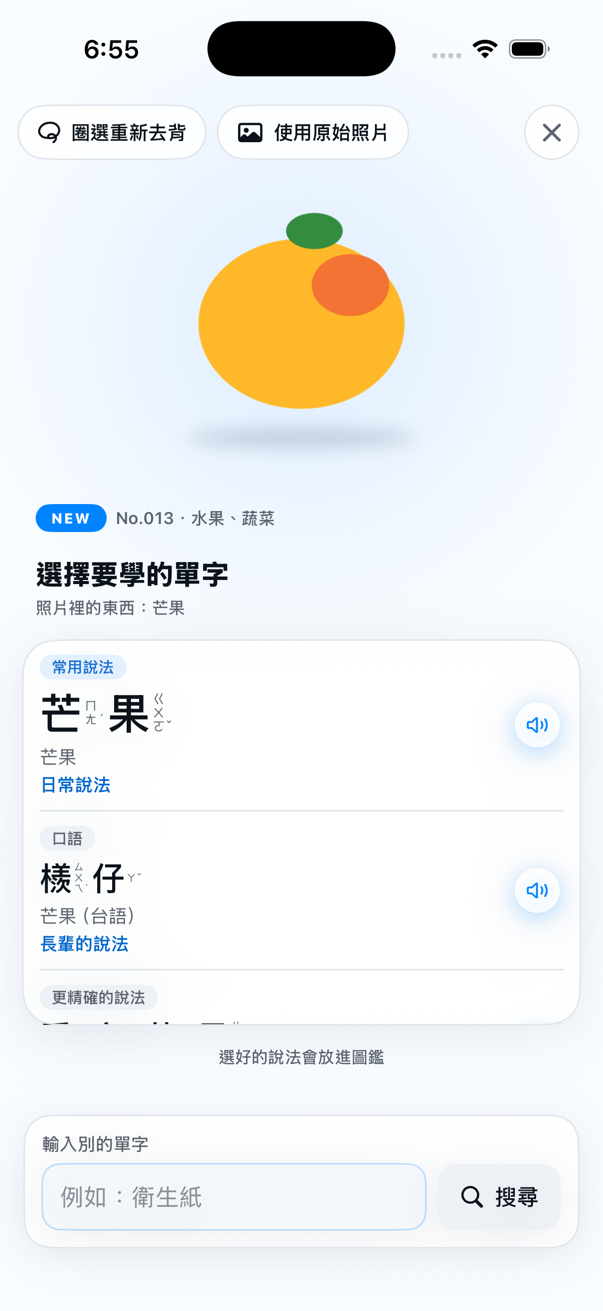 6:55
圈選重新去背
使用原始照片
NEW No.013 · 水果、蔬菜
選擇要學的單字
照片裡的東西：芒果
常用說法
芒ㄇㄤˊ果ㄍㄨㄛˇ
芒果
日常說法
口語
檨ㄙㄨㄟˋ仔ㄚˇ
芒果 (台語)
長輩的說法
更精確的說法
選好的說法會放進圖鑑
輸入別的單字
例如：衛生紙
搜尋